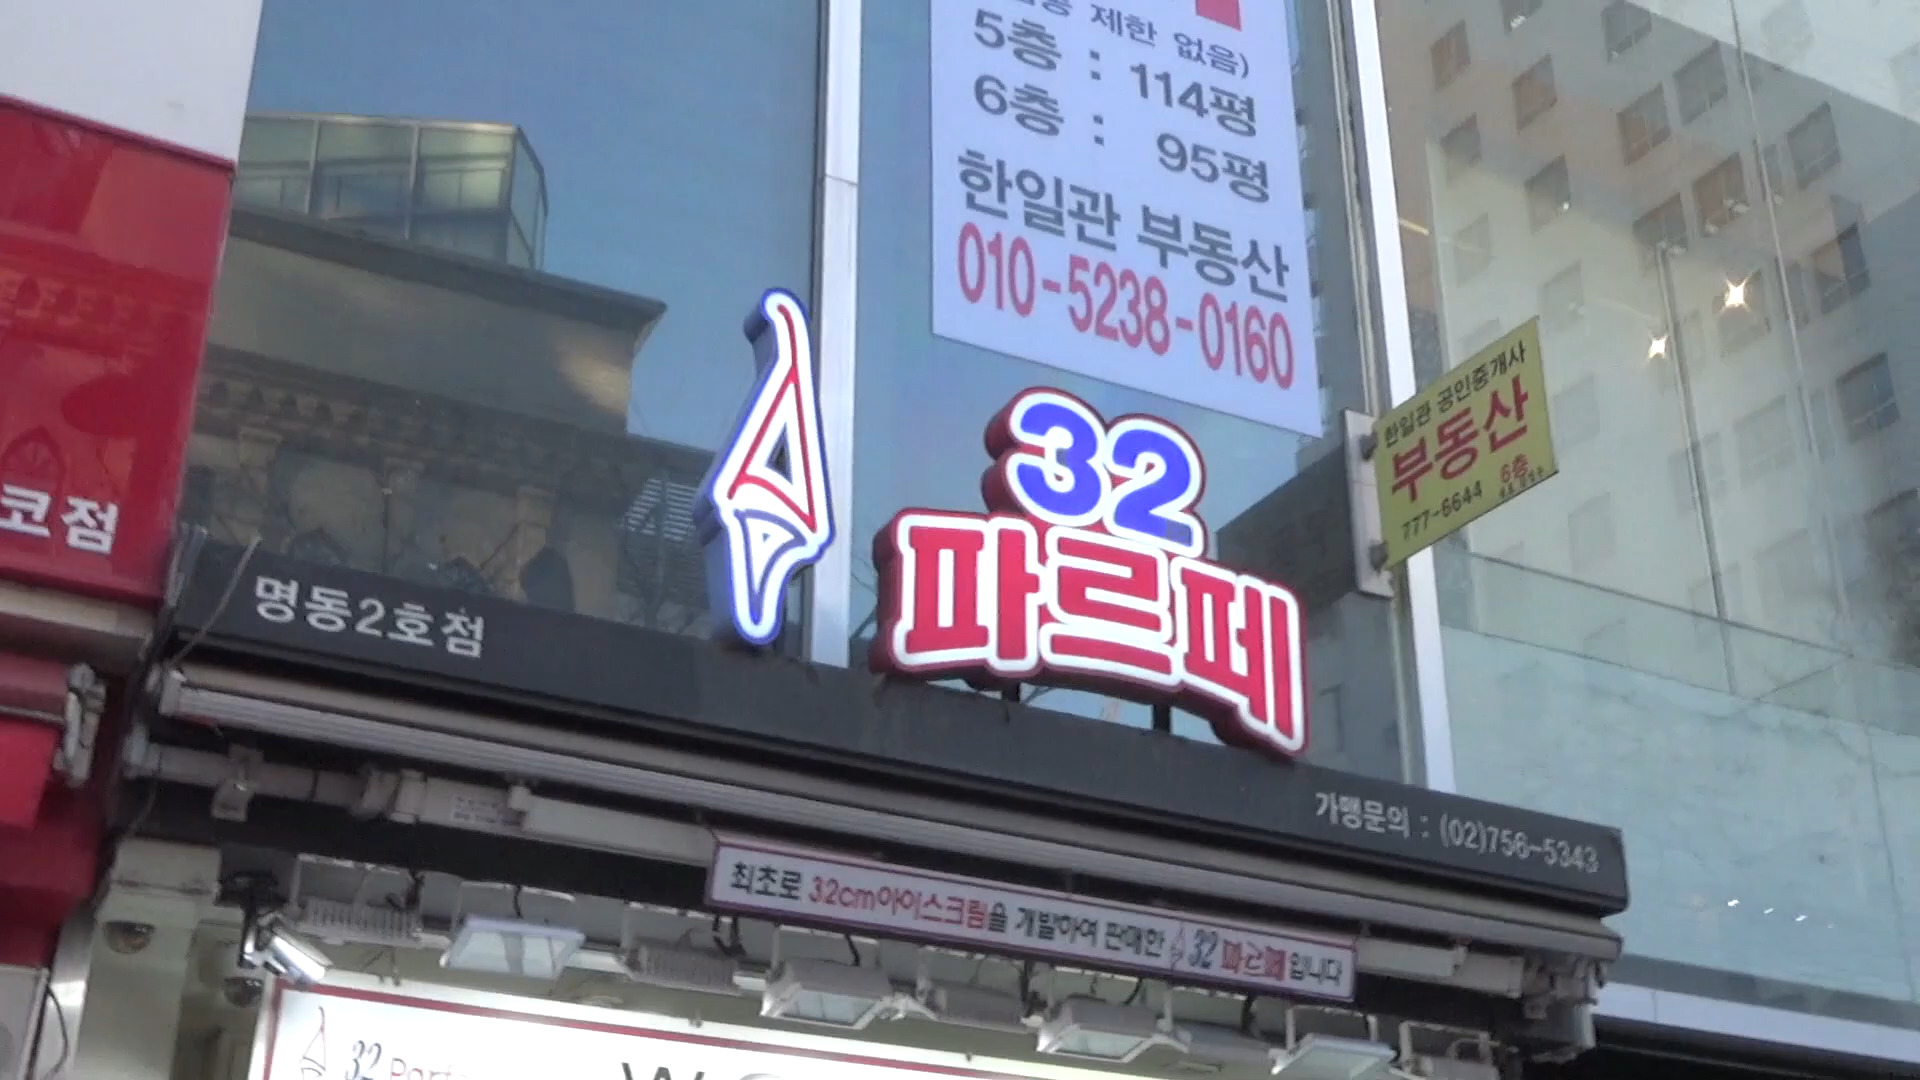 제한 없음)
5층 : 114평
6층 : 95평
한일관 부동산
010-5238-0160
한일관 공인중개사
부동산
6층
777-6644
32
파르페
코점
명동2호점
가맹문의 : (02)756-5343
최초로 32cm아이스크림을 개발하여 판매한 32 파르페입니다
32